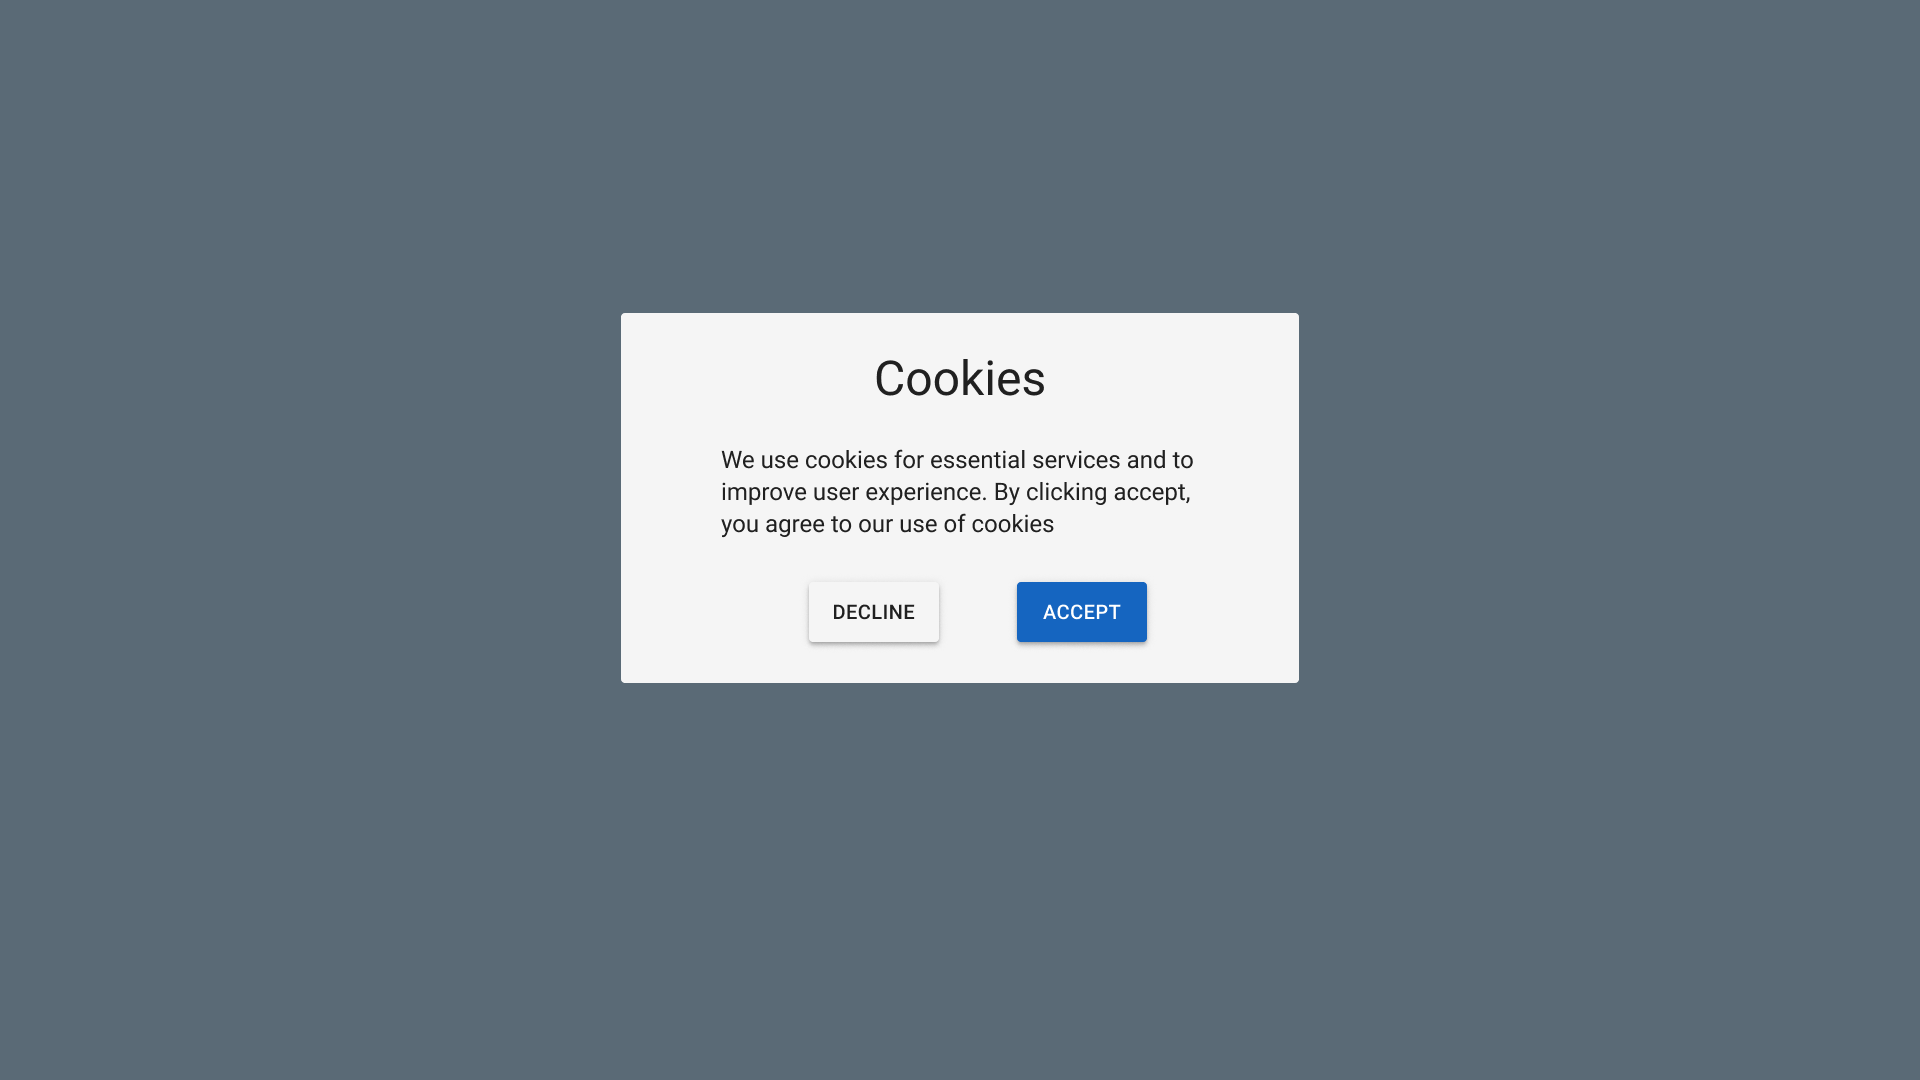 Cookies
We use cookies for essential services and to
improve user experience. By clicking accept,
you agree to our use of cookies
DECLINE
ACCEPT